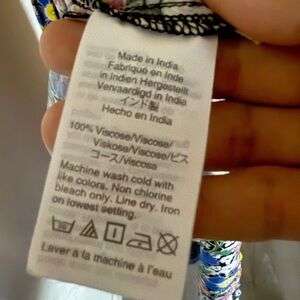 Made in India
Fabriqué en Inde
in Indien Hergestellt
Vervaardigd in India
インド製
Hecho en India
100% Viscose/Viscose/
Viskose/Viscose/ビス
コース/viscosa
Machine wash cold with
like colors. Non chlorine
bleach only. Line dry. Iron
on lowest setting.
30
Laver à la machine à l'eau